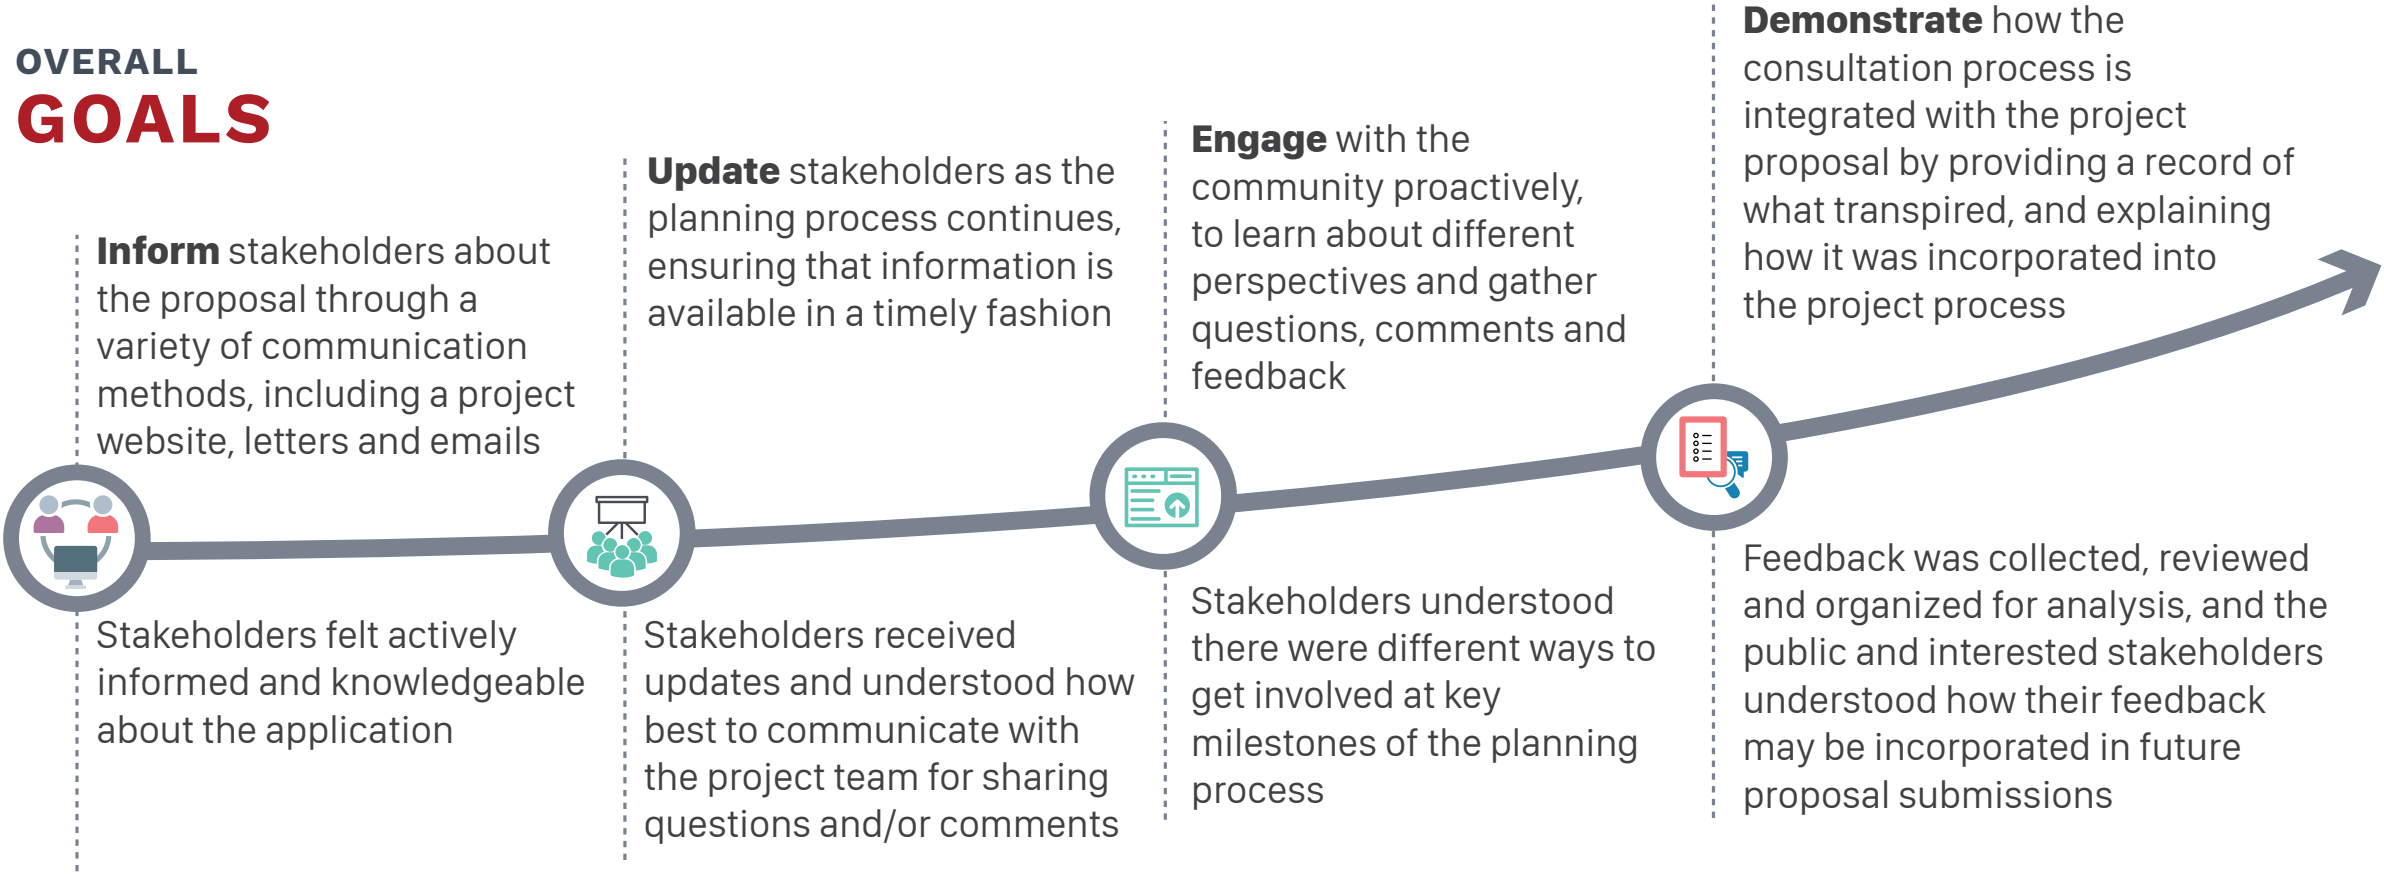 OVERALL
GOALS
Inform stakeholders about
the proposal through a
variety of communication
methods, including a project
website, letters and emails
Stakeholders felt actively
informed and knowledgeable
about the application
Update stakeholders as the
planning process continues,
ensuring that information is
available in a timely fashion
Stakeholders received
updates and understood how
best to communicate with
the project team for sharing
questions and/or comments
Engage with the
community proactively,
to learn about different
perspectives and gather
questions, comments and
feedback
Stakeholders understood
there were different ways to
get involved at key
milestones of the planning
process
Demonstrate how the
consultation process is
integrated with the project
proposal by providing a record of
what transpired, and explaining
how it was incorporated into
the project process
Feedback was collected, reviewed
and organized for analysis, and the
public and interested stakeholders
understood how their feedback
may be incorporated in future
proposal submissions